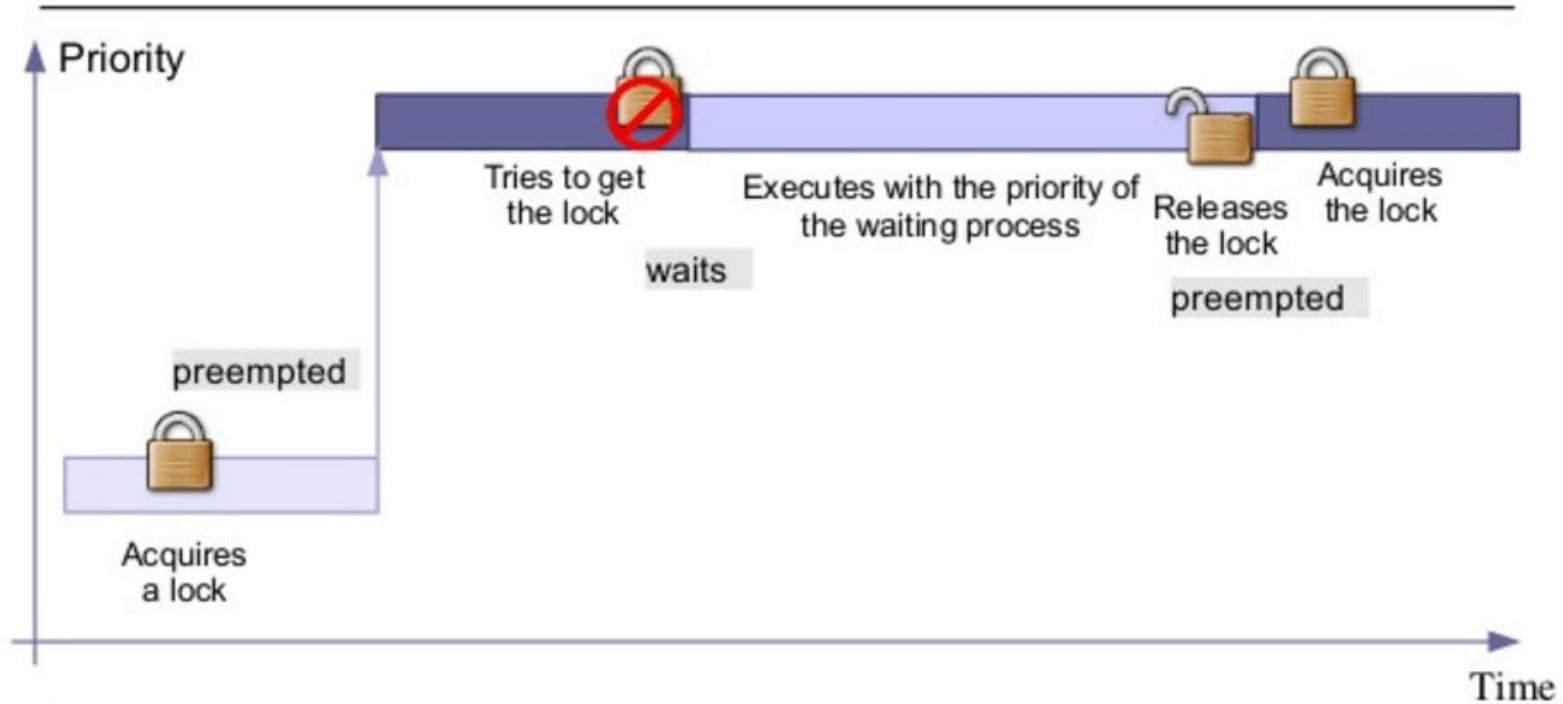 Priority
Tries to get
the lock
Executes with the priority of
the waiting process
Releases
the lock
Acquires
the lock
waits
preempted
preempted
Acquires
a lock
Time